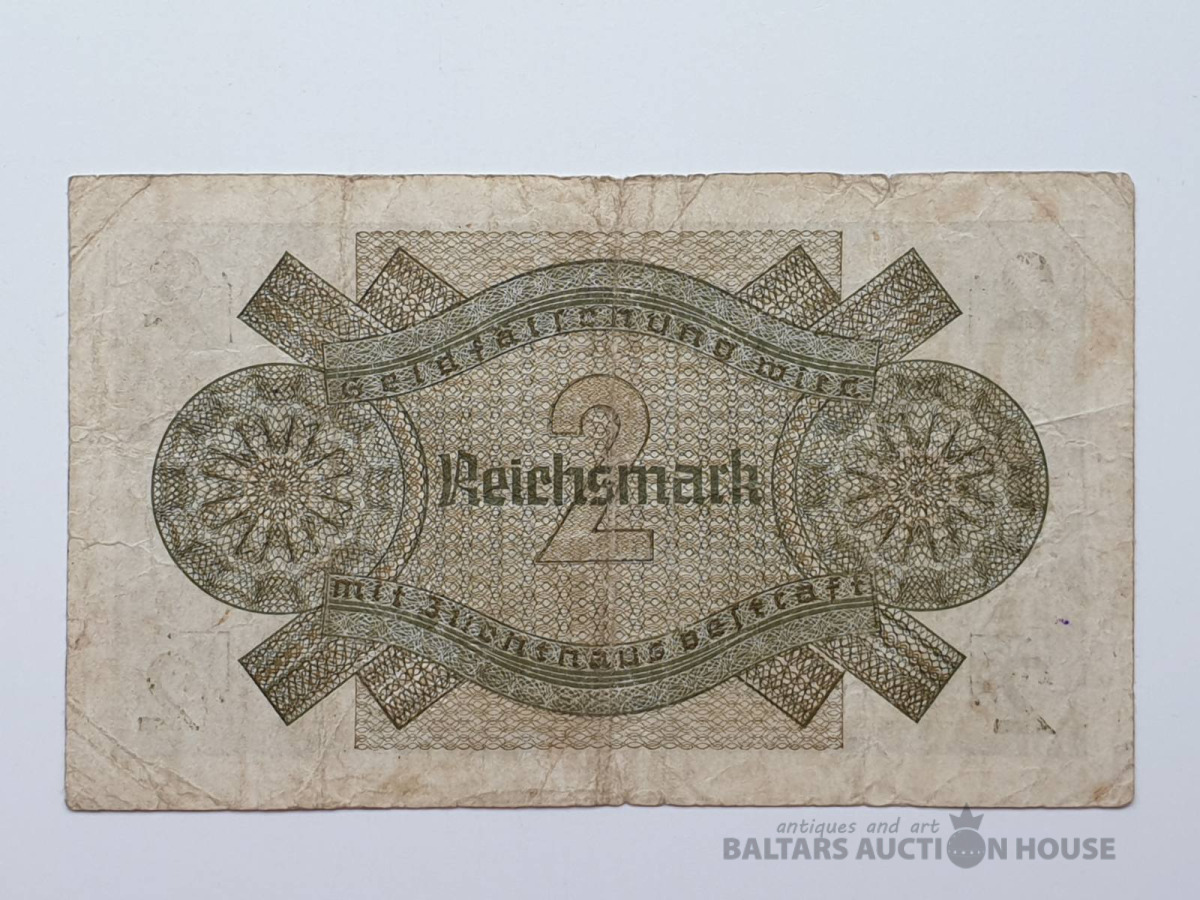 Geldfälschung wird
2
Reichsmark
mit Zuchthaus bestraft
antiques and art
BALTARS AUCTION HOUSE